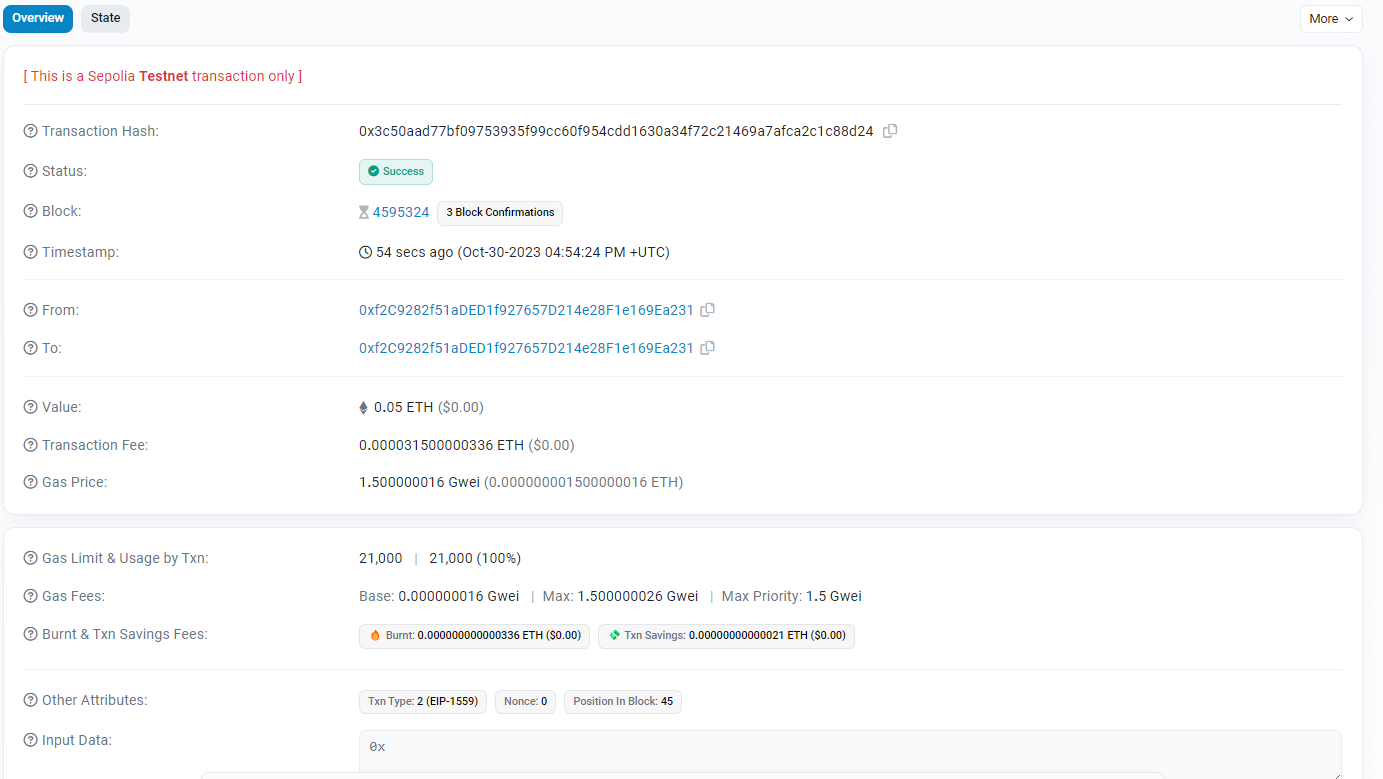 Overview State More
[ This is a Sepolia Testnet transaction only ]
Transaction Hash: 0x3c50aad77bf09753935f99cc60f954cdd1630a34f72c21469a7afca2c1c88d24
Status: Success
Block: 4595324 3 Block Confirmations
Timestamp: 54 secs ago (Oct-30-2023 04:54:24 PM +UTC)
From: 0xf2C9282f51aDED1f927657D214e28F1e169Ea231
To: 0xf2C9282f51aDED1f927657D214e28F1e169Ea231
Value: 0.05 ETH ($0.00)
Transaction Fee: 0.000031500000336 ETH ($0.00)
Gas Price: 1.500000016 Gwei (0.000000001500000016 ETH)
Gas Limit & Usage by Txn: 21,000 | 21,000 (100%)
Gas Fees: Base: 0.000000016 Gwei | Max: 1.500000026 Gwei | Max Priority: 1.5 Gwei
Burnt & Txn Savings Fees: Burnt: 0.000000000000336 ETH ($0.00) Txn Savings: 0.00000000000021 ETH ($0.00)
Other Attributes: Txn Type: 2 (EIP-1559) Nonce: 0 Position In Block: 45
Input Data: 0x